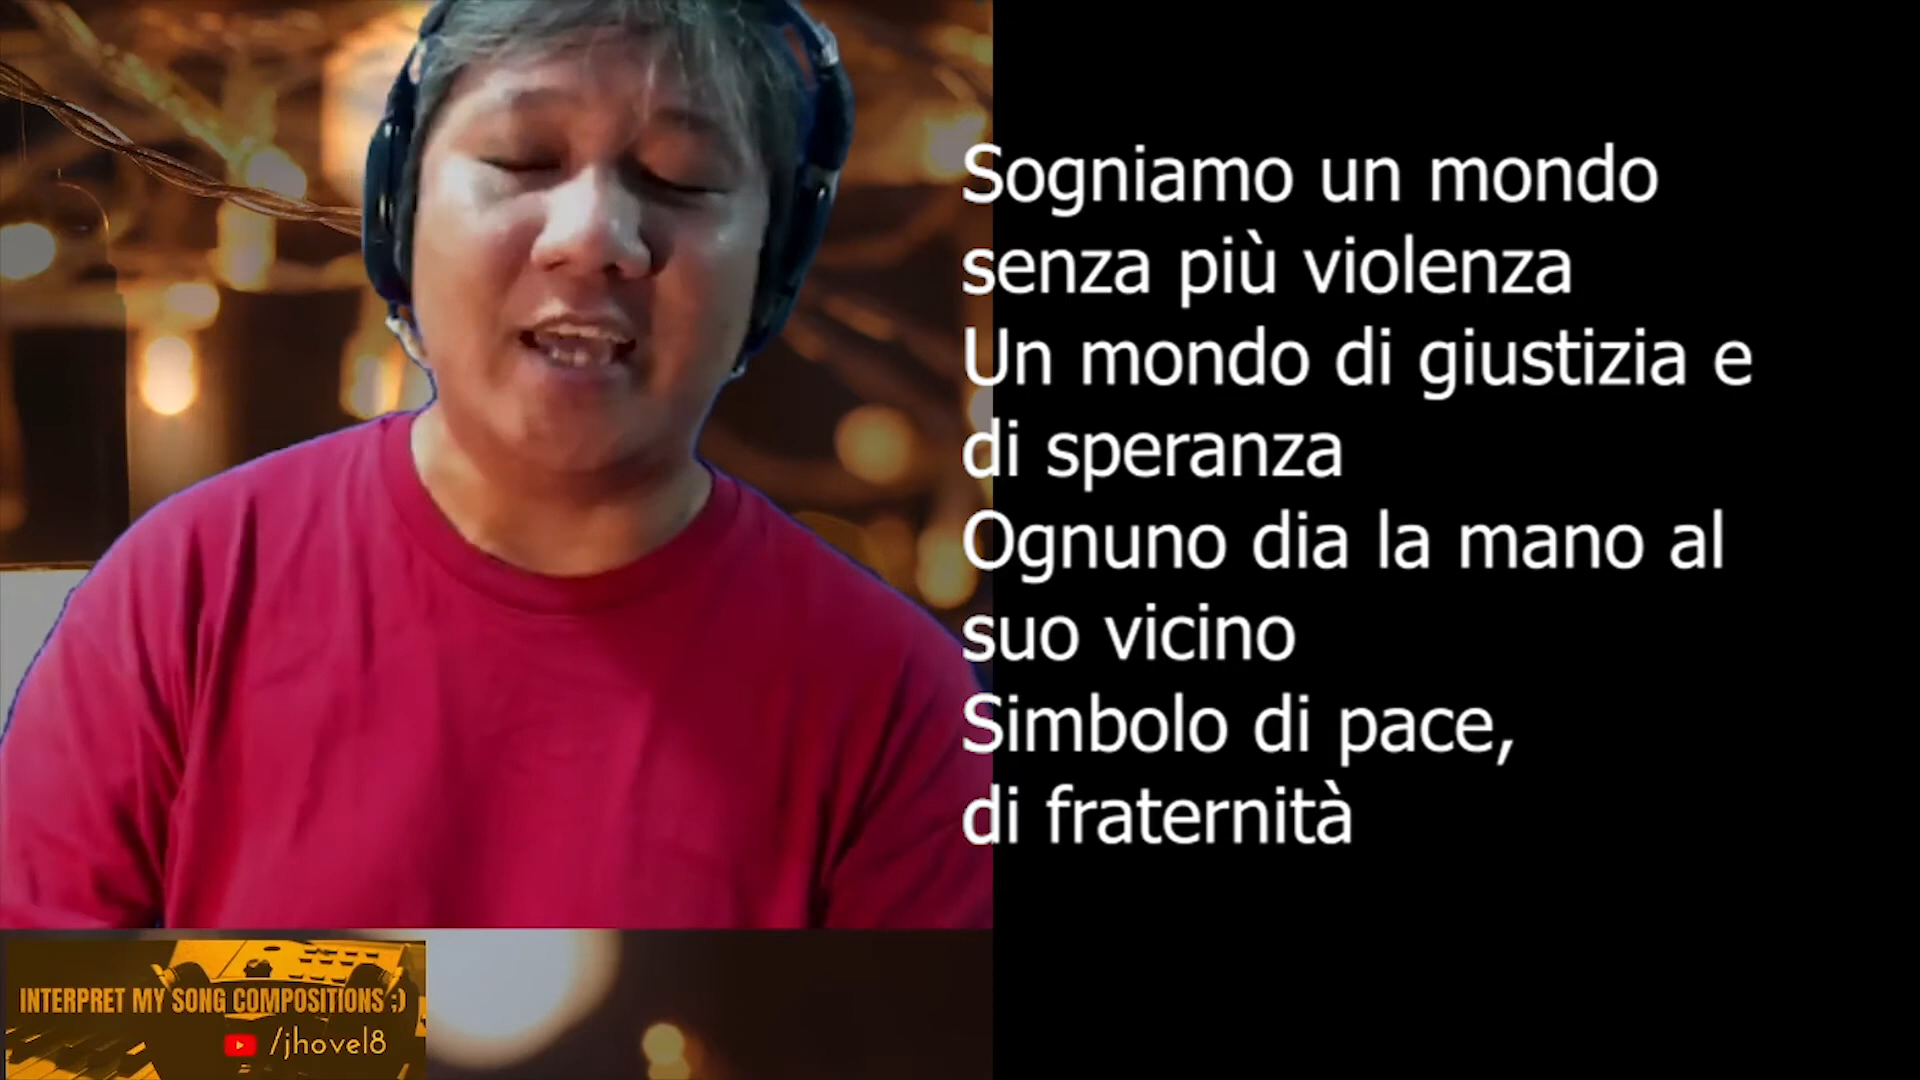 Sogniamo un mondo
senza più violenza
Un mondo di giustizia e
di speranza
Ognuno dia la mano al
suo vicino
Simbolo di pace,
di fraternità
INTERPRET MY SONG COMPOSITIONS ;)
/jhovel8